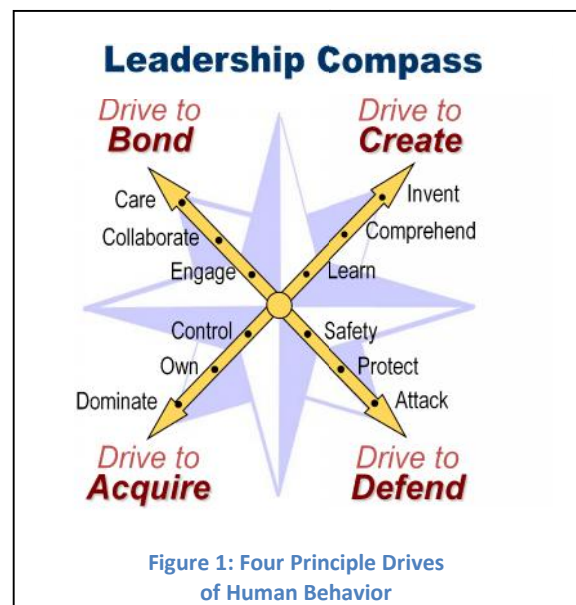 Leadership Compass
Drive to
Bond
Drive to
Create
Care
Invent
Collaborate
Comprehend
Engage
Learn
Control
Safety
Own
Protect
Dominate
Attack
Drive to
Acquire
Drive to
Defend
Figure 1: Four Principle Drives
of Human Behavior